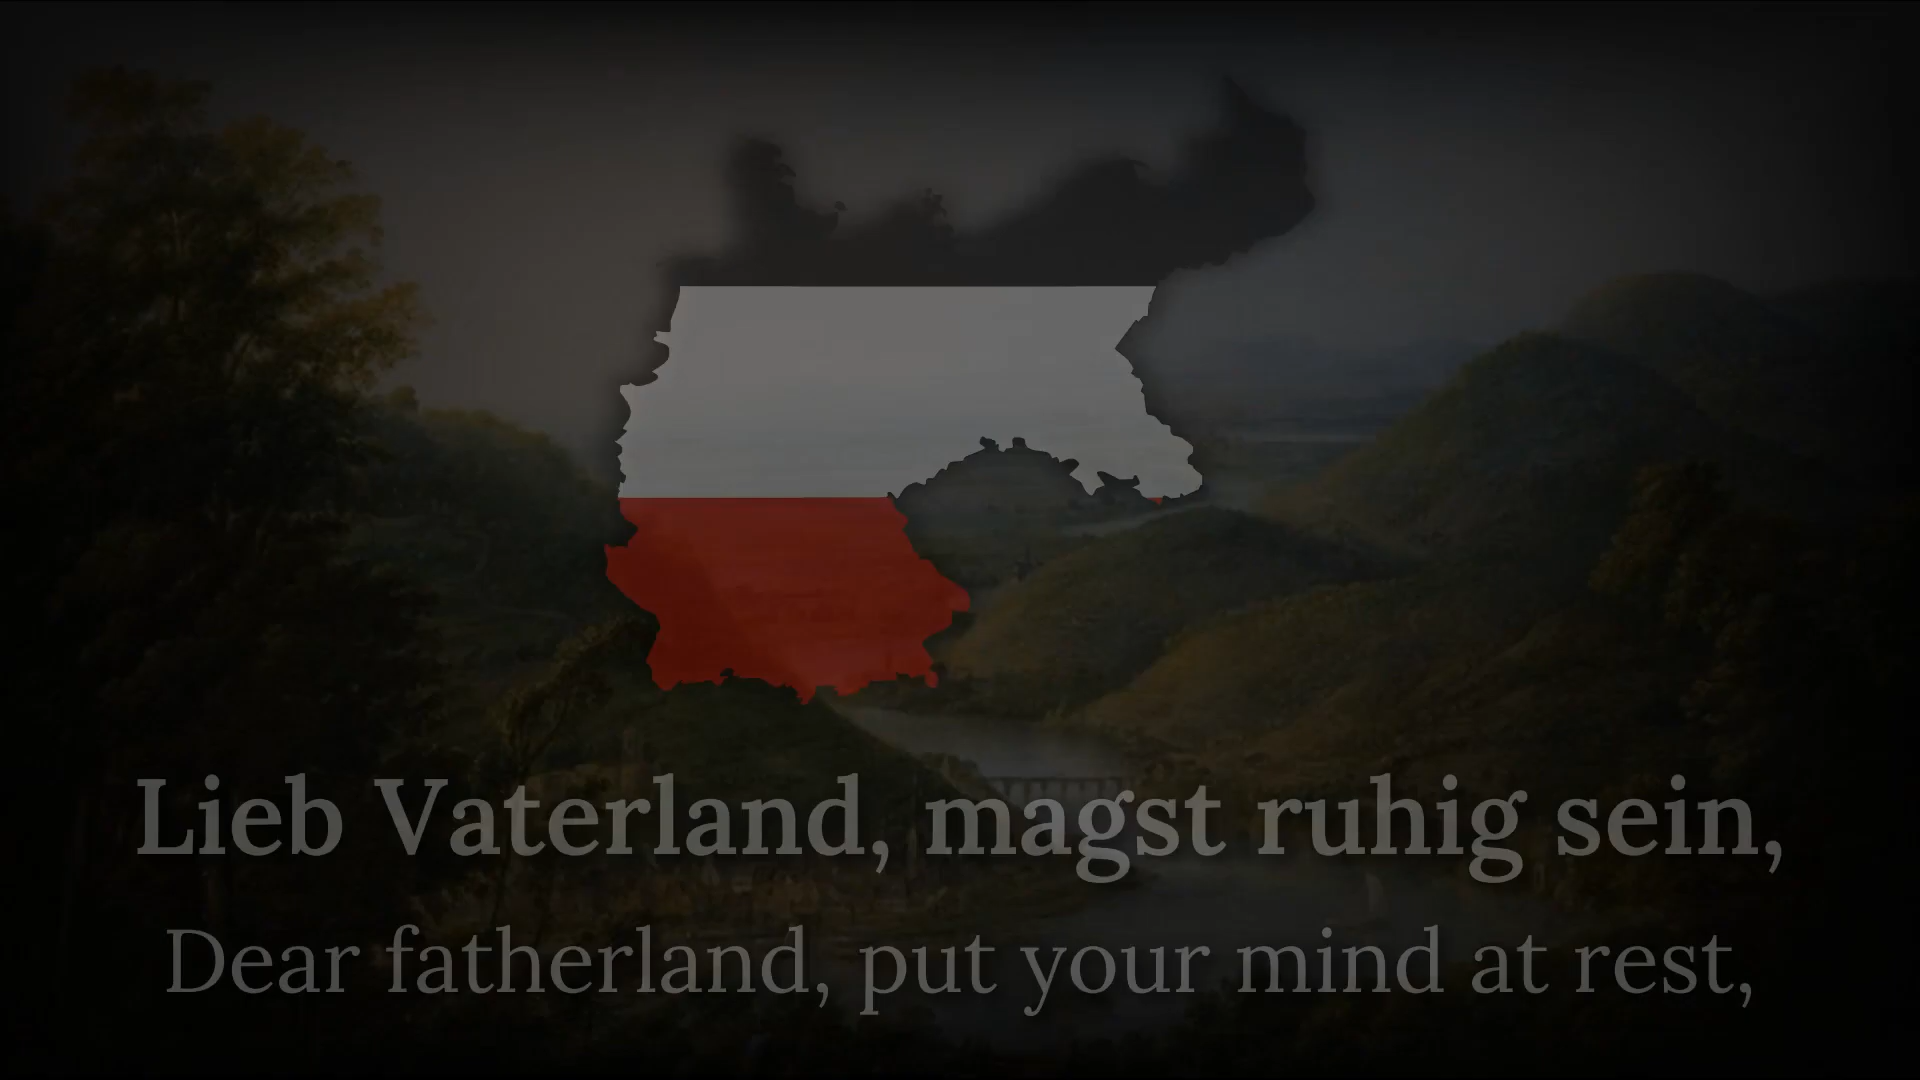 Lieb Vaterland, magst ruhig sein,
Dear fatherland, put your mind at rest,